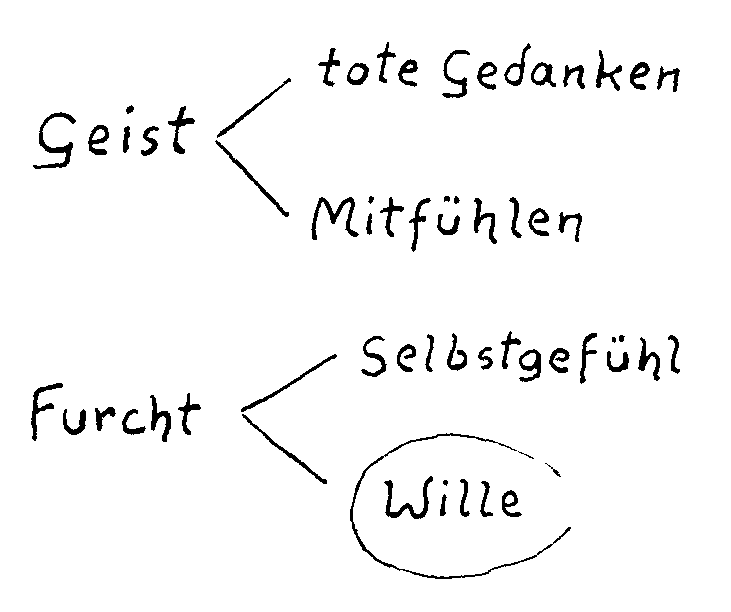 tote Gedanken
Geist
Mitfühlen
Selbstgefühl
Furcht
Wille